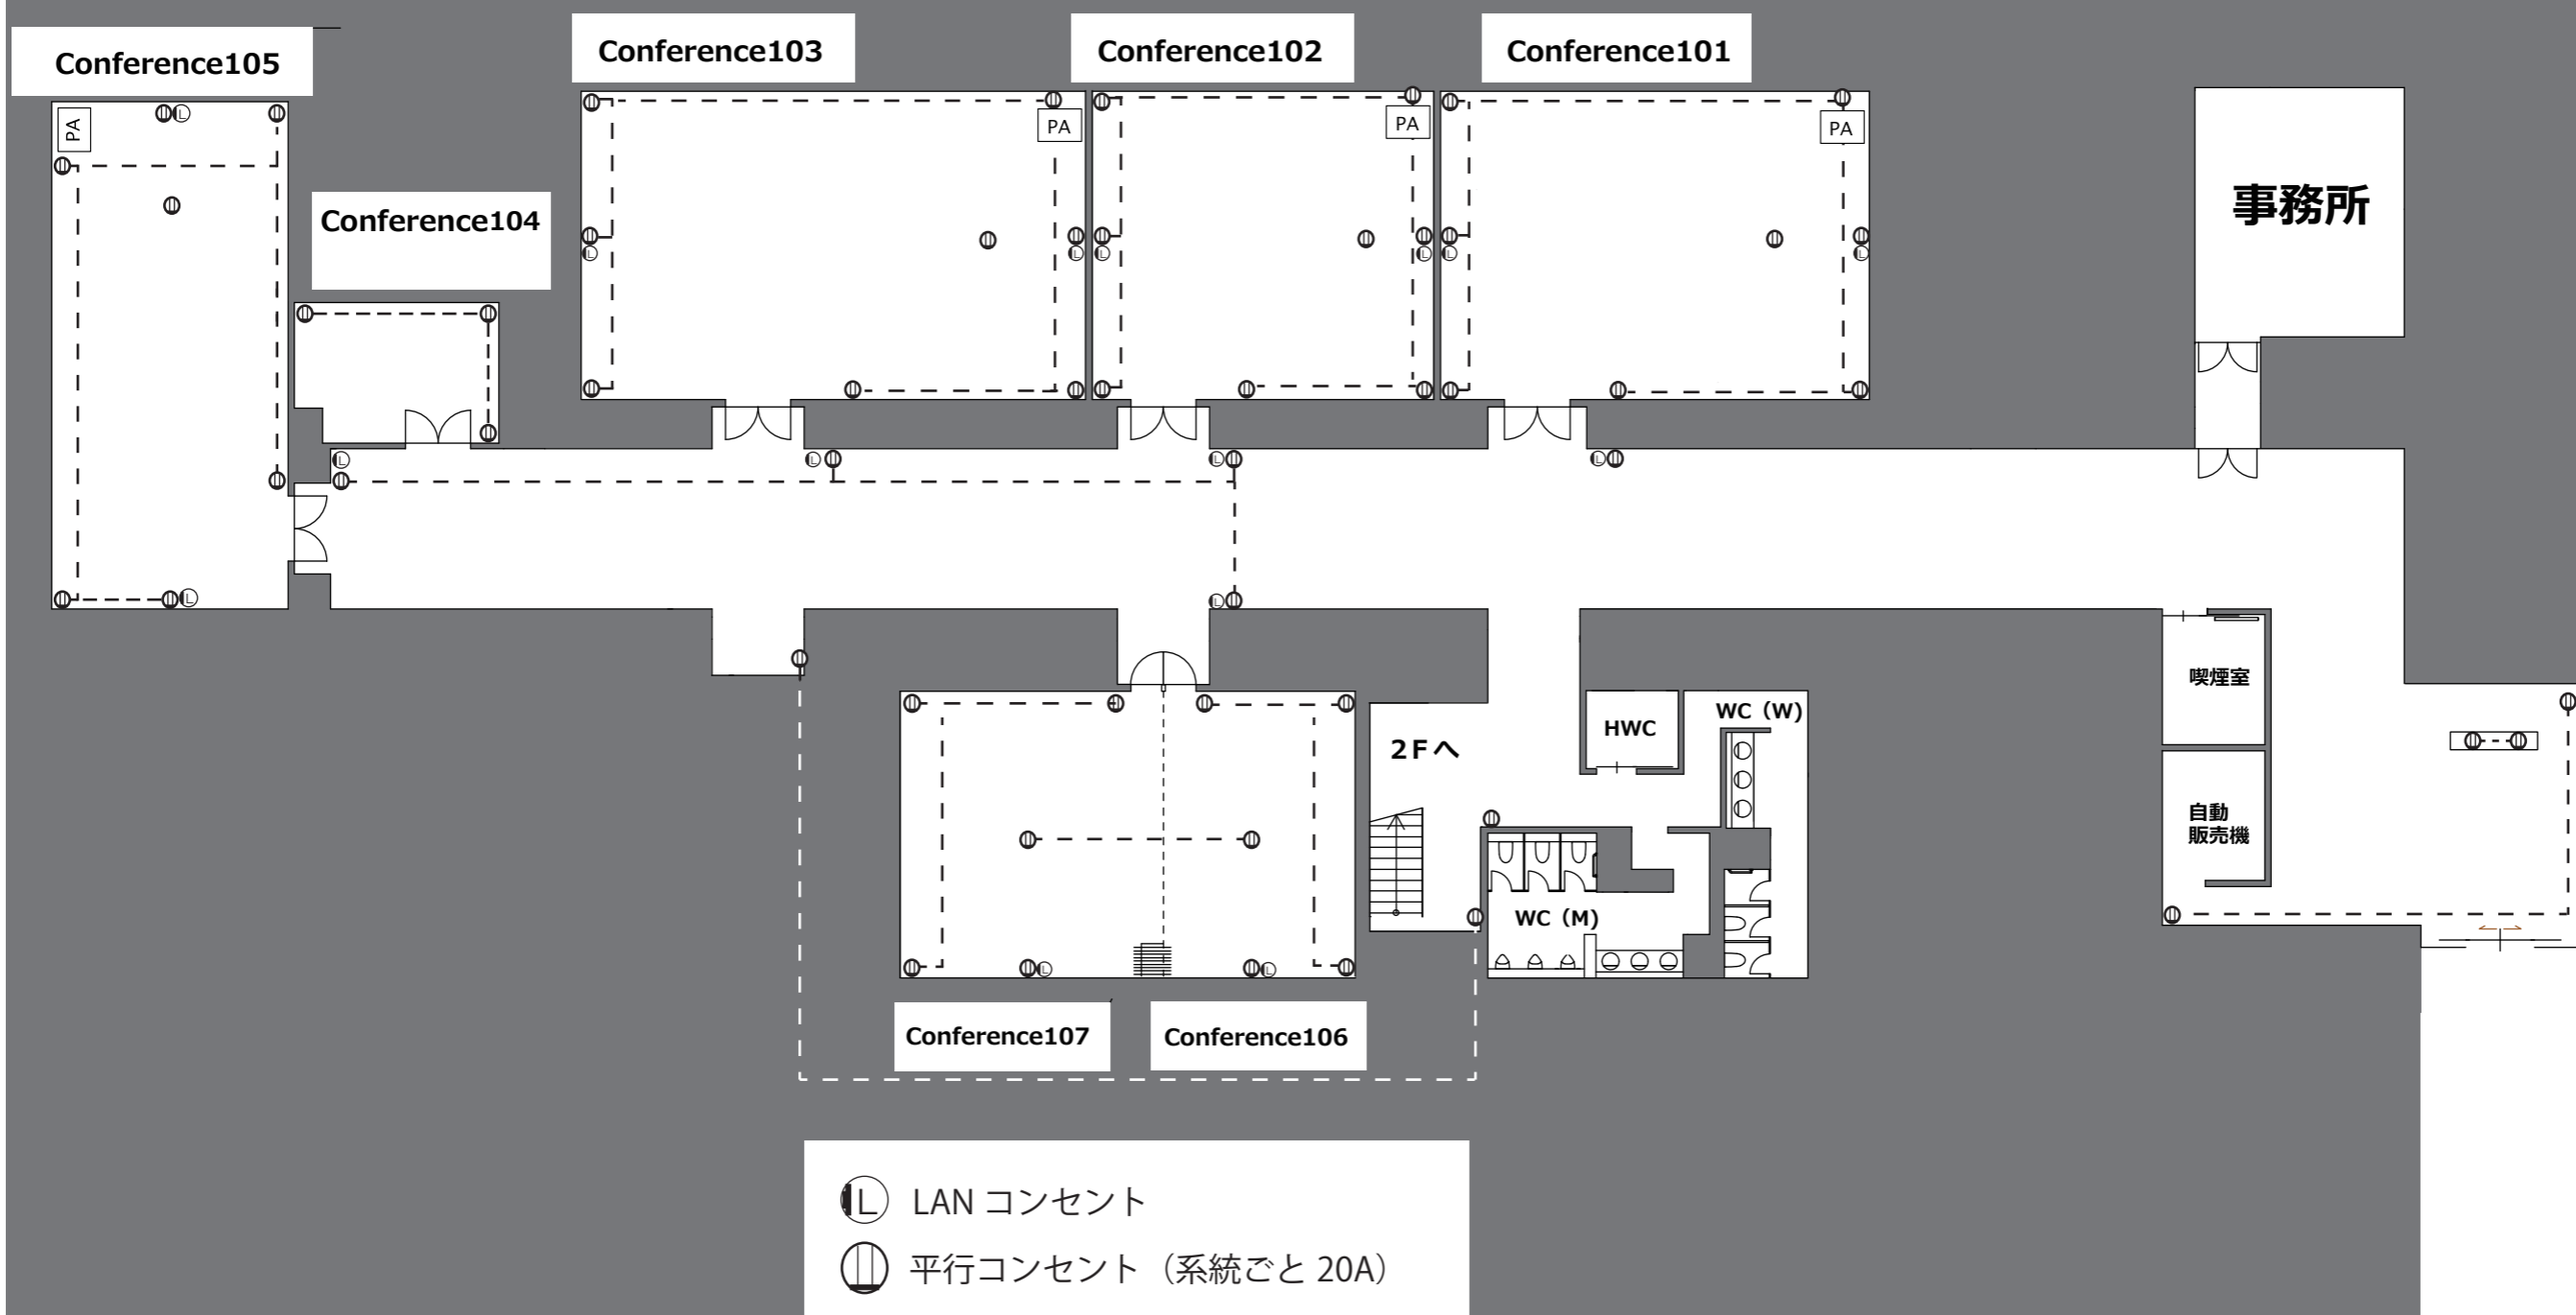 Conference105
Conference103
Conference102
Conference101
PA
L
PA
PA
PA
Conference104
事務所
L
L
L
L
L
L
L
L
L
L
L
L
喫煙室
WC（W)
HWC
2Fへ
自動
販売機
WC（M)
L
L
Conference107
Conference106
L LAN コンセント
平行コンセント（系統ごと 20A）